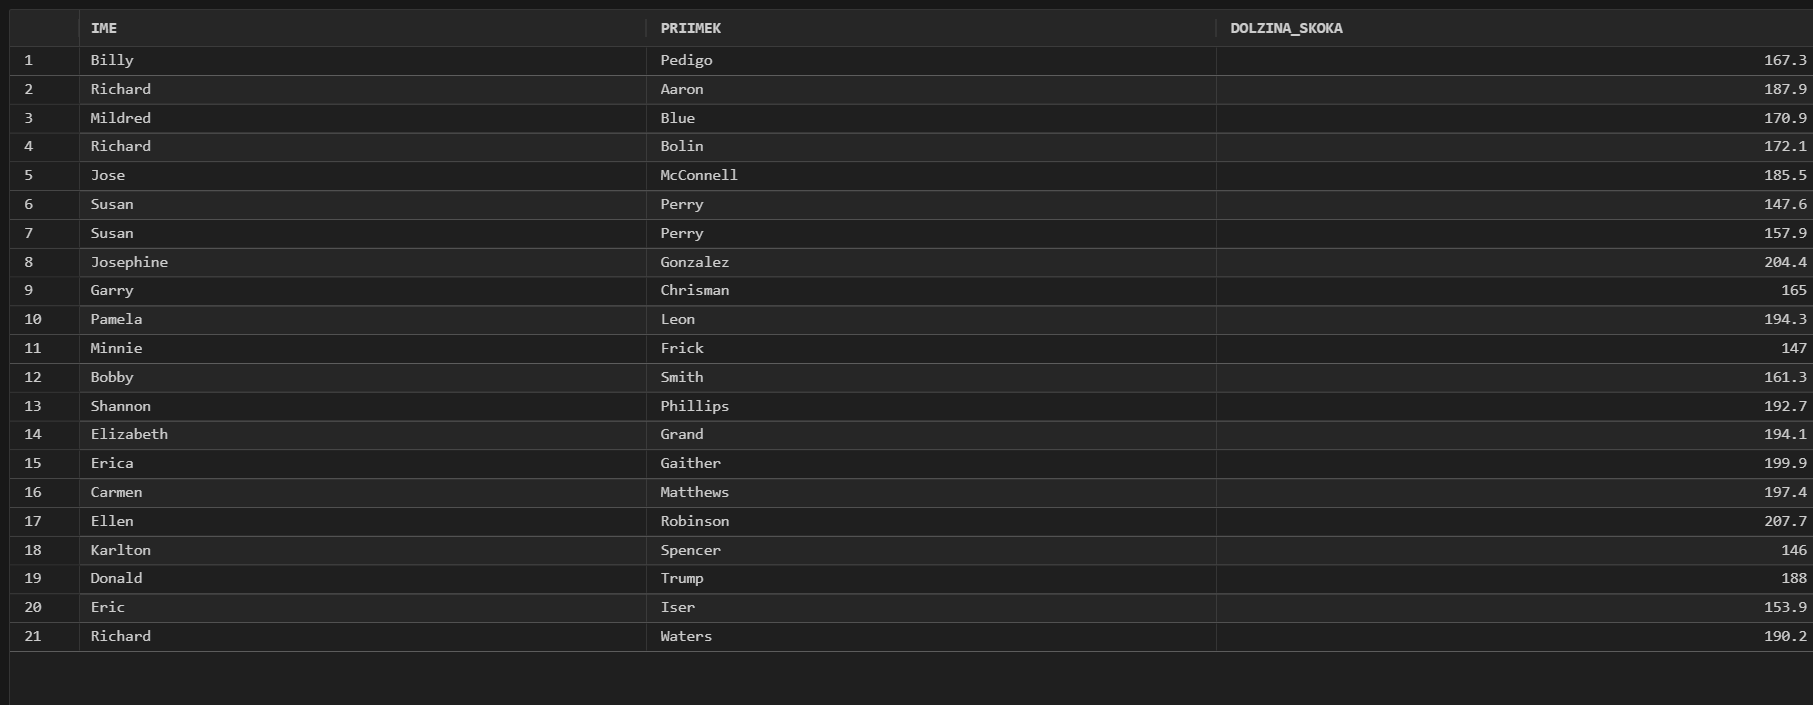 IME PRIIMEK DOLZINA_SKOKA
1 Billy Pedigo 167.3
2 Richard Aaron 187.9
3 Mildred Blue 170.9
4 Richard Bolin 172.1
5 Jose McConnell 185.5
6 Susan Perry 147.6
7 Susan Perry 157.9
8 Josephine Gonzalez 204.4
9 Garry Chrisman 165
10 Pamela Leon 194.3
11 Minnie Frick 147
12 Bobby Smith 161.3
13 Shannon Phillips 192.7
14 Elizabeth Grand 194.1
15 Erica Gaither 199.9
16 Carmen Matthews 197.4
17 Ellen Robinson 207.7
18 Karlton Spencer 146
19 Donald Trump 188
20 Eric Iser 153.9
21 Richard Waters 190.2